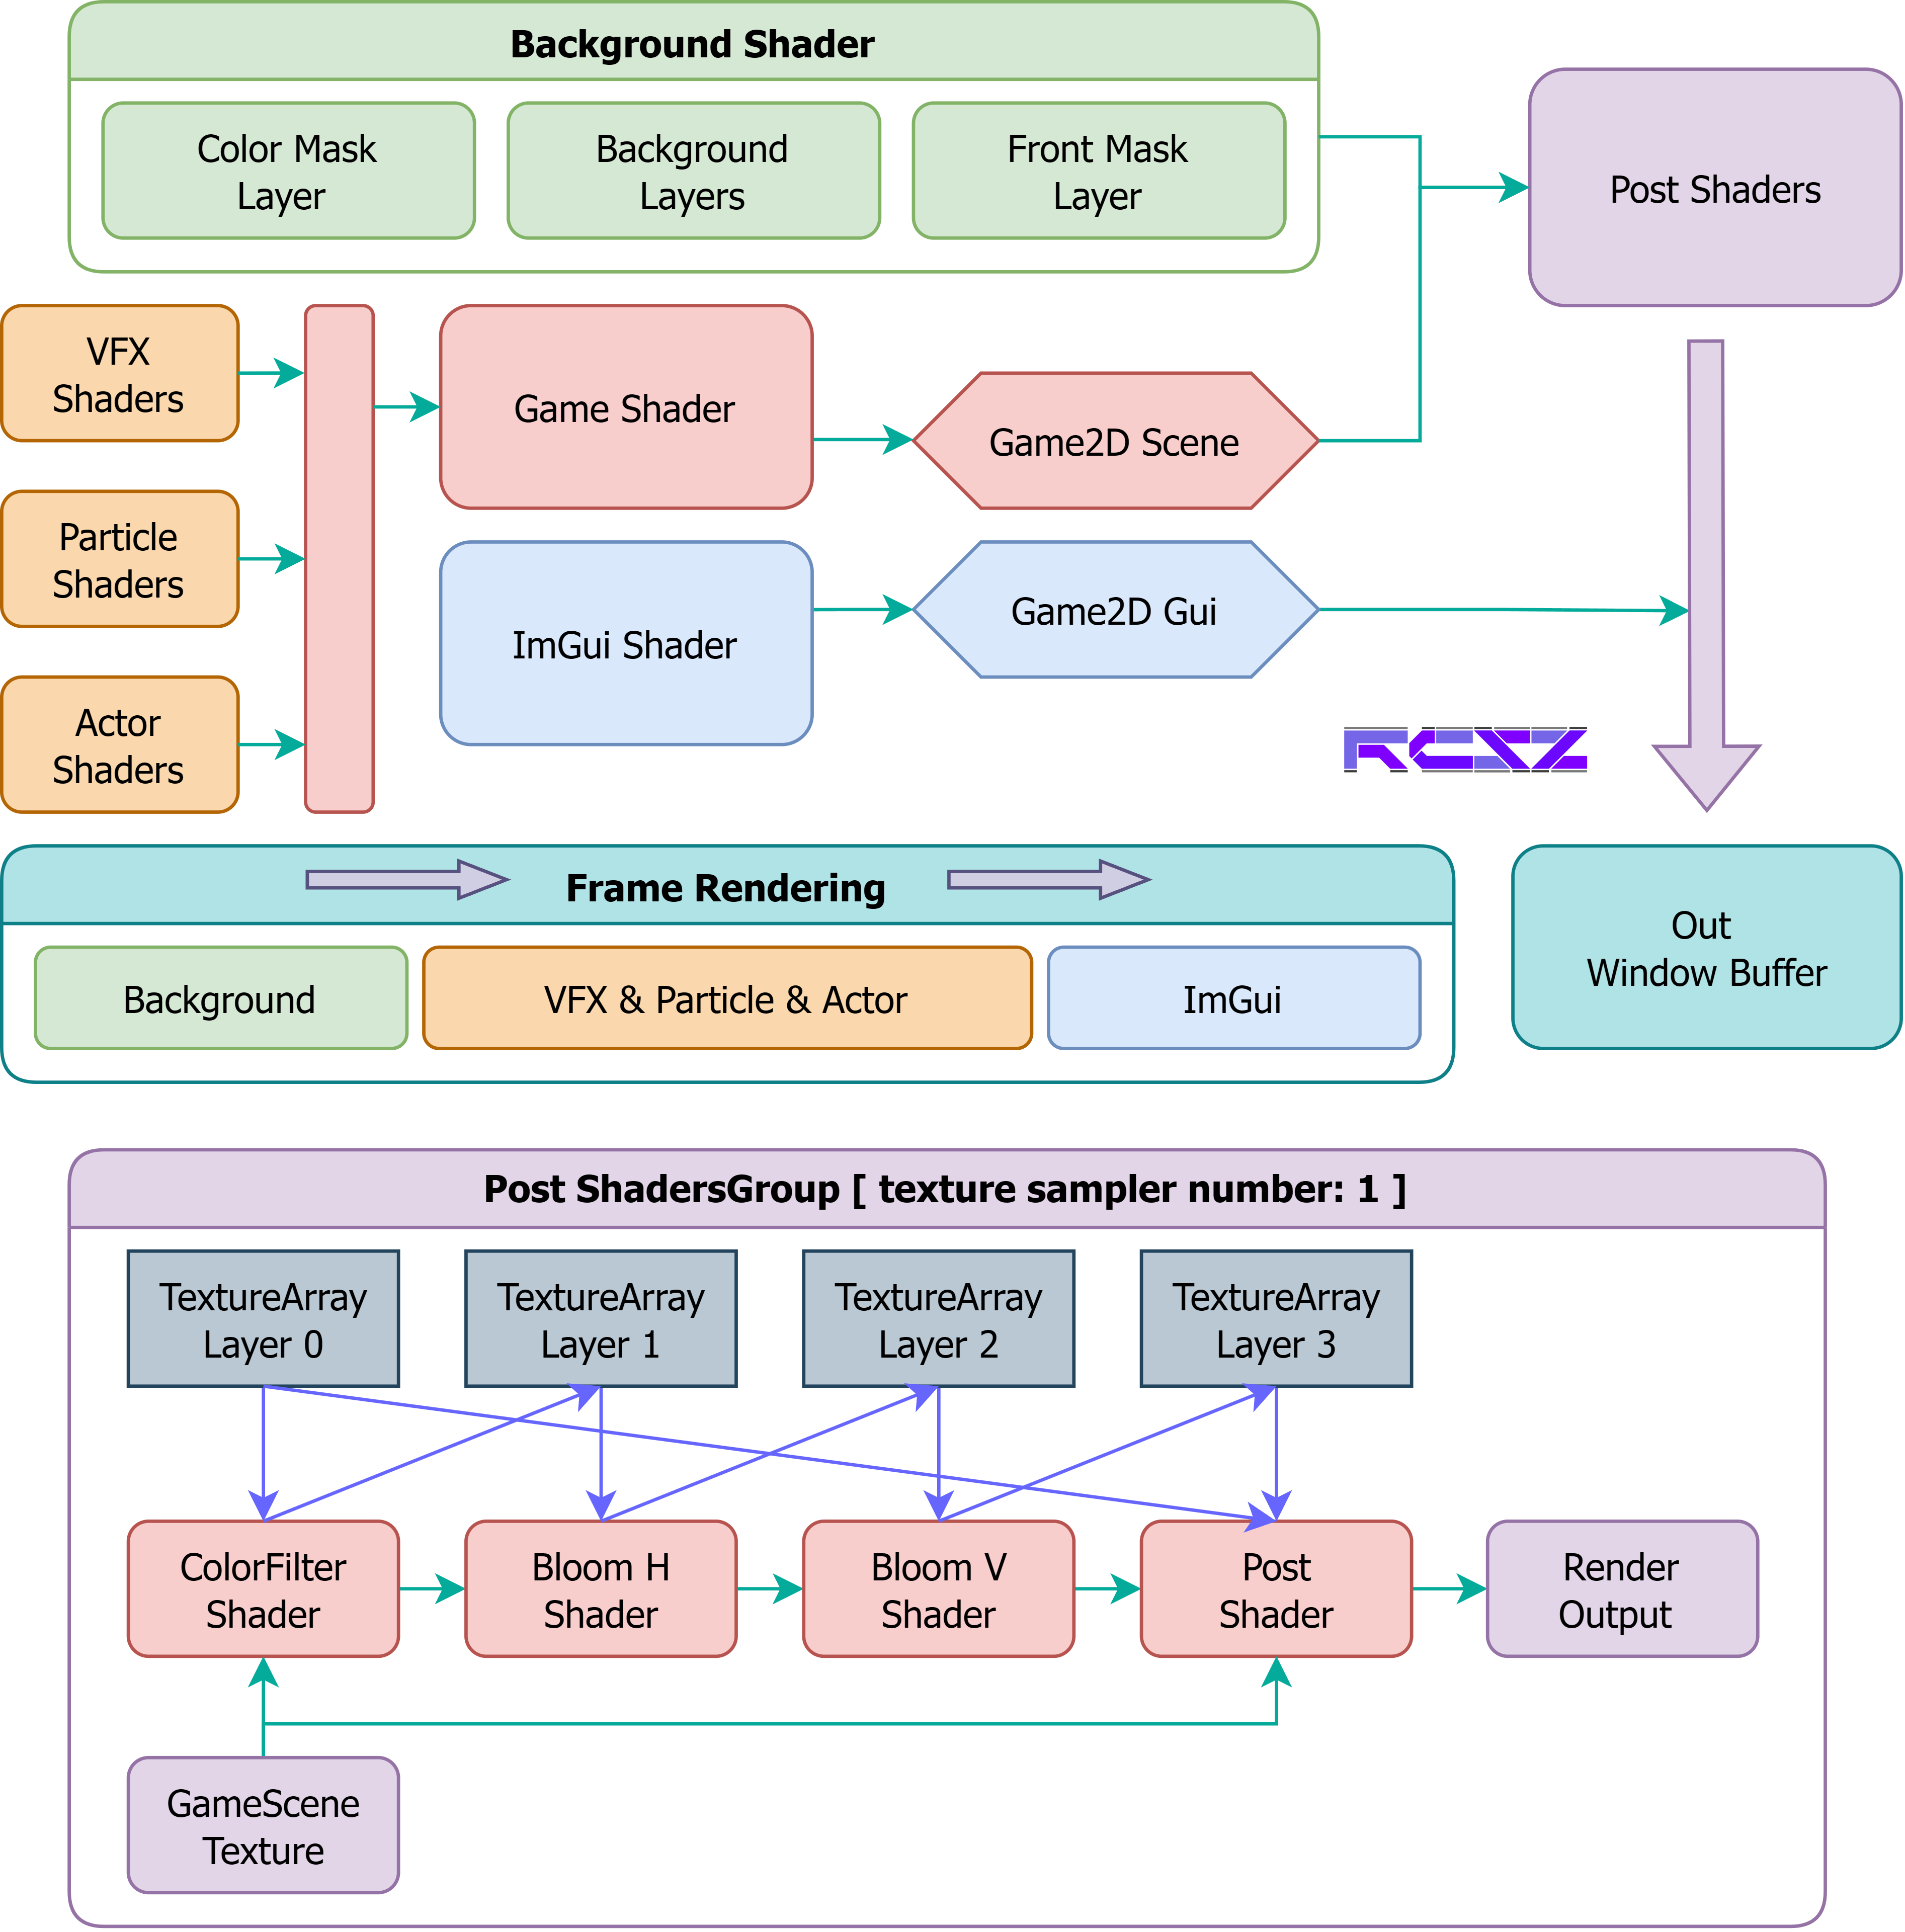 Background Shader
Color Mask
Layer
Background
Layers
Front Mask
Layer
Post Shaders
VFX
Shaders
Particle
Shaders
Actor
Shaders
Game Shader
Game2D Scene
ImGui Shader
Game2D Gui
Frame Rendering
Background
VFX & Particle & Actor
ImGui
Out
Window Buffer
Post ShadersGroup [ texture sampler number: 1 ]
TextureArray
Layer 0
TextureArray
Layer 1
TextureArray
Layer 2
TextureArray
Layer 3
ColorFilter
Shader
Bloom H
Shader
Bloom V
Shader
Post
Shader
Render
Output
GameScene
Texture